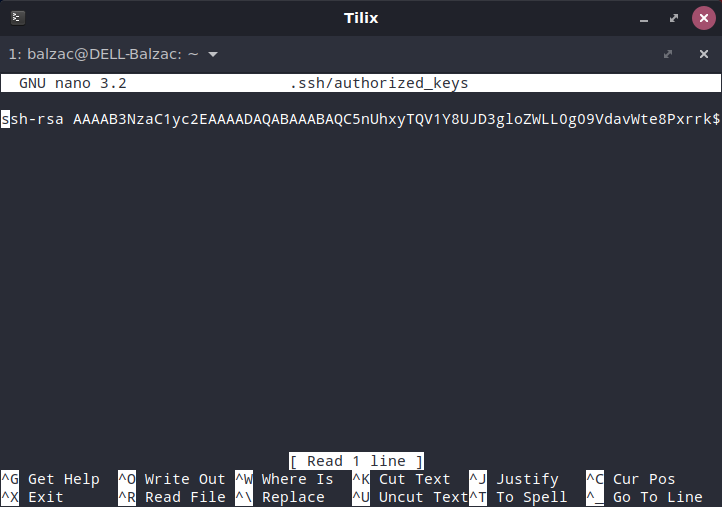 Tilix
1: balzac@DELL-Balzac: ~
GNU nano 3.2 .ssh/authorized_keys
ssh-rsa AAAAB3NzaC1yc2EAAAADAQABAAABAQC5nUhxyTQV1Y8UJD3gloZWLL0gO9VdavWte8Pxrrk$
[ Read 1 line ]
^G Get Help ^O Write Out ^W Where Is ^K Cut Text ^J Justify ^C Cur Pos
^X Exit ^R Read File ^\ Replace ^U Uncut Text ^T To Spell ^_ Go To Line